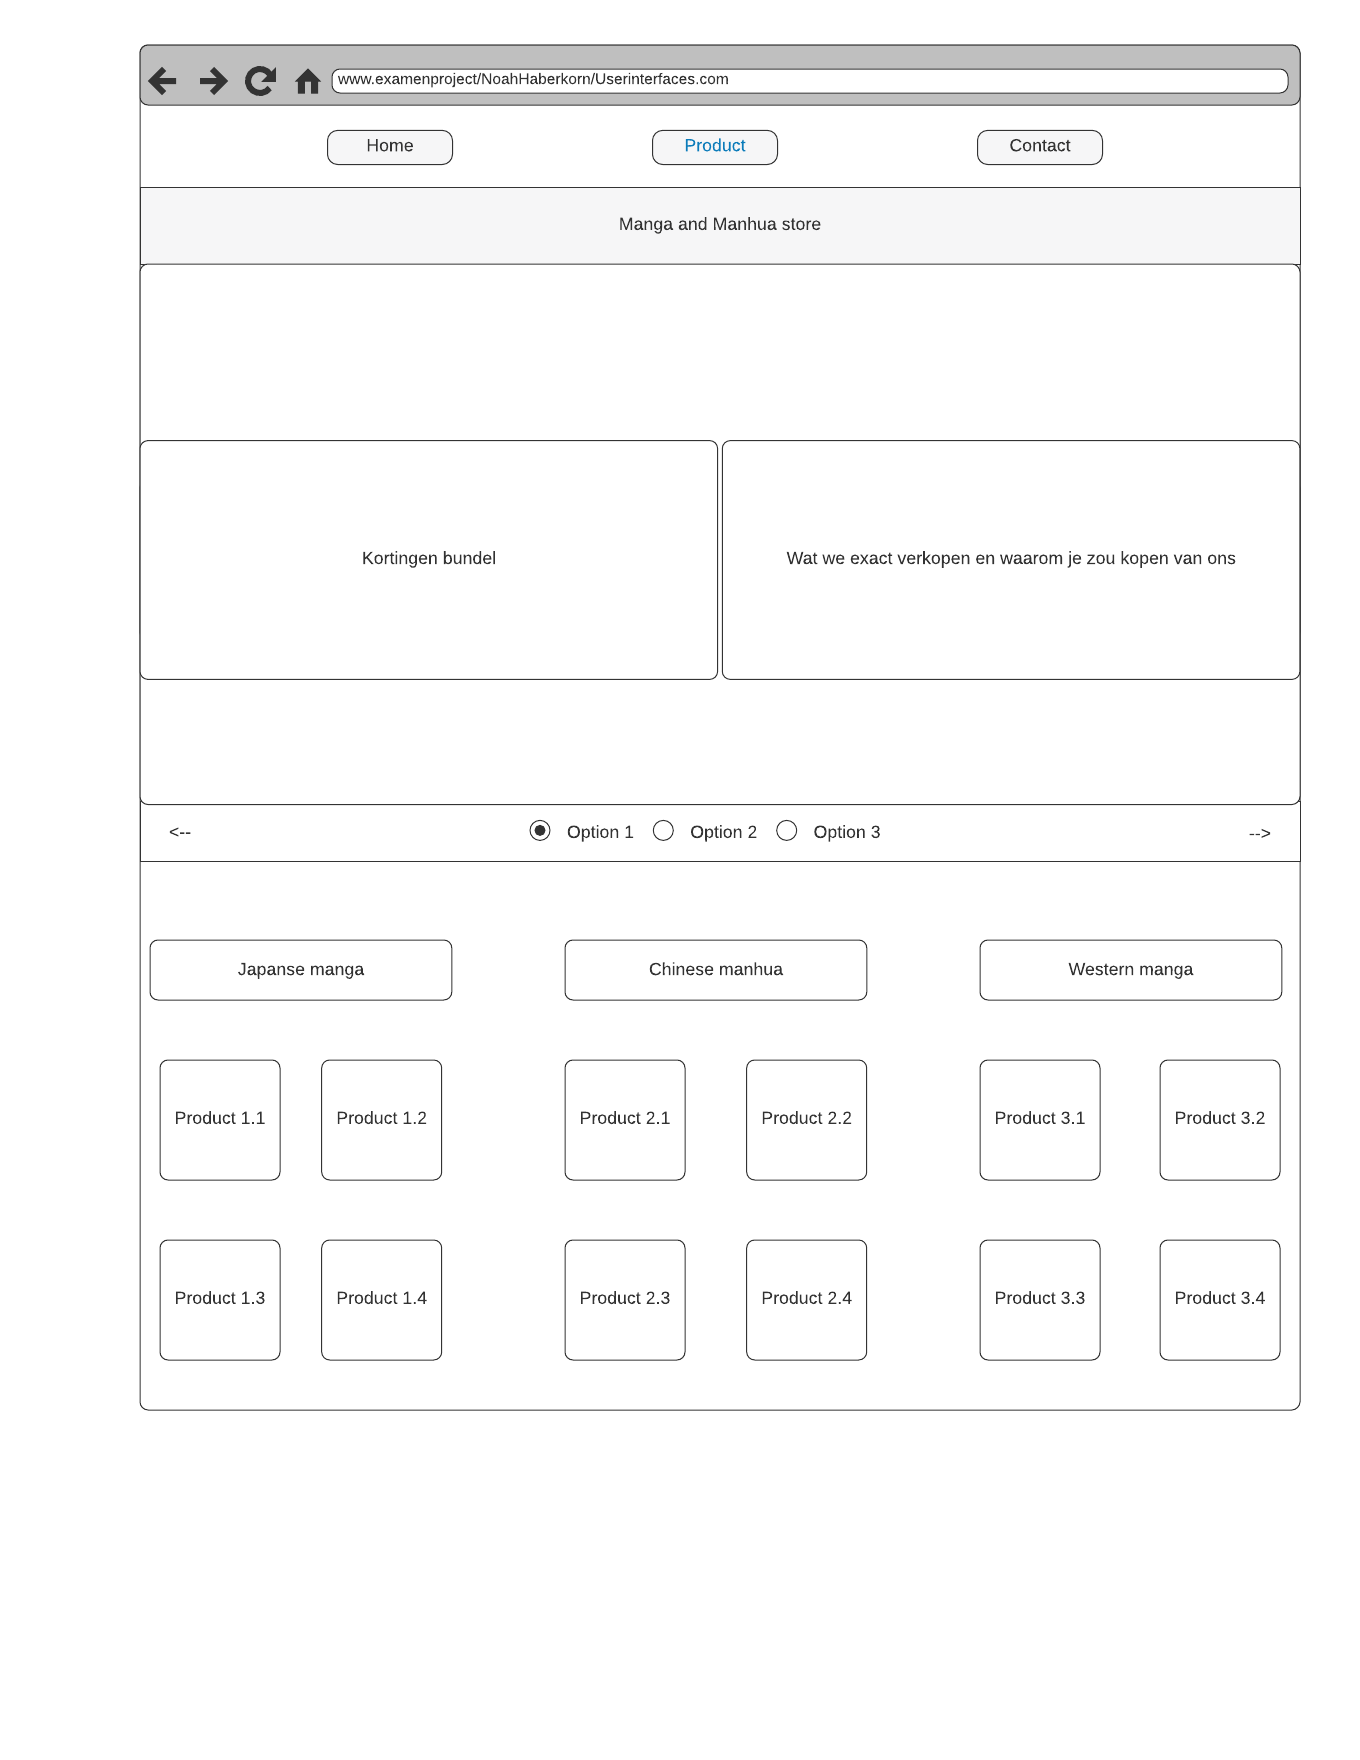 www.examenproject/NoahHaberkorn/Userinterfaces.com
Home
Product
Contact
Manga and Manhua store
Kortingen bundel
Wat we exact verkopen en waarom je zou kopen van ons
<--
Option 1
Option 2
Option 3
-->
Japanse manga
Chinese manhua
Western manga
Product 1.1
Product 1.2
Product 2.1
Product 2.2
Product 3.1
Product 3.2
Product 1.3
Product 1.4
Product 2.3
Product 2.4
Product 3.3
Product 3.4